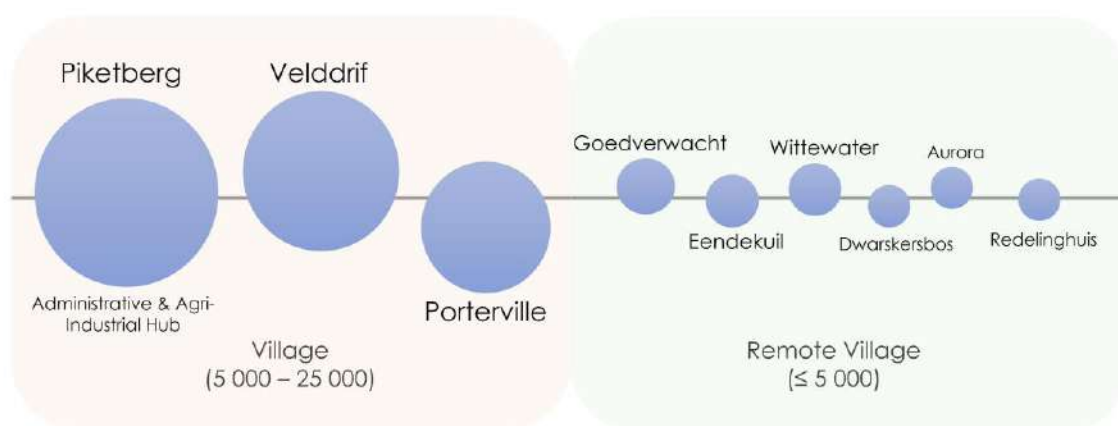 Piketberg
Velddrif
Porterville
Administrative & Agri-
Industrial Hub
Village
(5 000 – 25 000)
Goedverwacht
Eendekuil
Wittewater
Dwarskersbos
Aurora
Redelinghuis
Remote Village
(≤ 5 000)